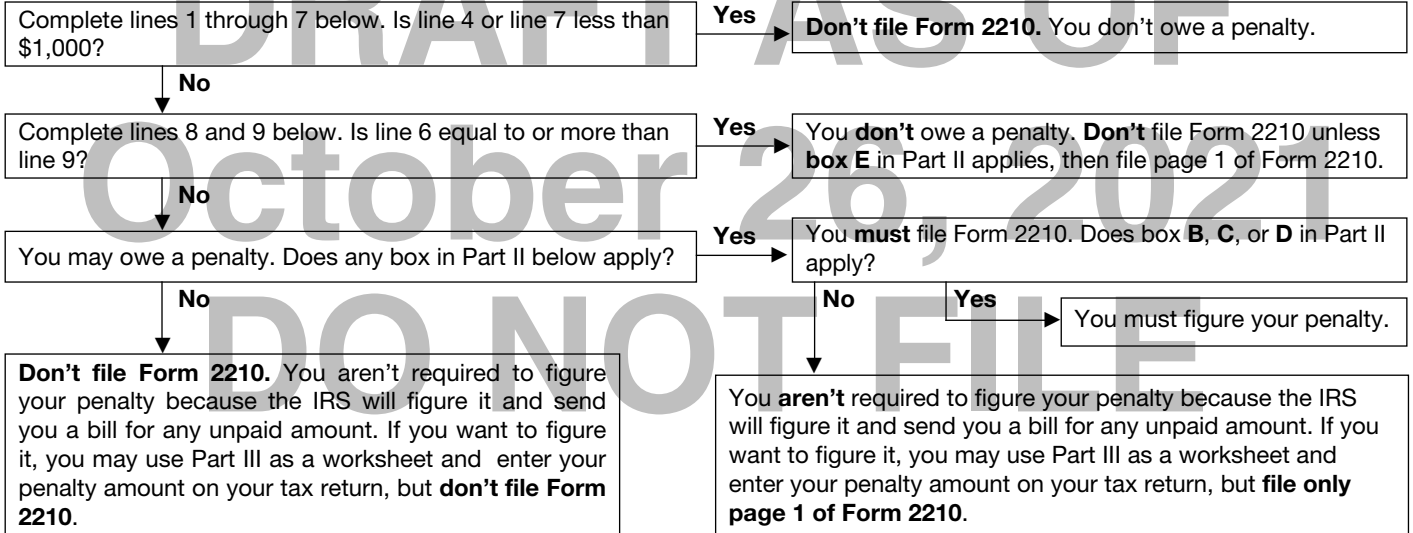 Complete lines 1 through 7 below. Is line 4 or line 7 less than
$1,000?
Yes
Don't file Form 2210. You don't owe a penalty.
No
Complete lines 8 and 9 below. Is line 6 equal to or more than
line 9?
Yes
You don't owe a penalty. Don't file Form 2210 unless
box E in Part II applies, then file page 1 of Form 2210.
No
You may owe a penalty. Does any box in Part II below apply?
Yes
You must file Form 2210. Does box B, C, or D in Part II
apply?
No
No
Yes
You must figure your penalty.
Don't file Form 2210. You aren't required to figure
your penalty because the IRS will figure it and send
you a bill for any unpaid amount. If you want to figure
it, you may use Part III as a worksheet and enter your
penalty amount on your tax return, but don't file Form
2210.
You aren't required to figure your penalty because the IRS
will figure it and send you a bill for any unpaid amount. If you
want to figure it, you may use Part III as a worksheet and
enter your penalty amount on your tax return, but file only
page 1 of Form 2210.
DRAFT AS OF
October 26, 2021
DO NOT FILE